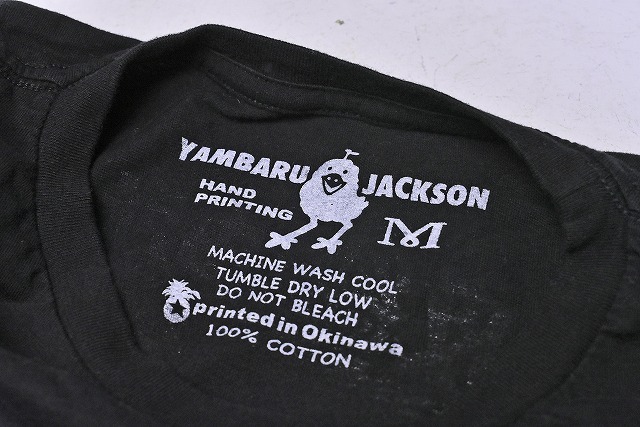 YAMBARU JACKSON
HAND
PRINTING
M
MACHINE WASH COOL
TUMBLE DRY LOW
DO NOT BLEACH
printed in Okinawa
100% COTTON